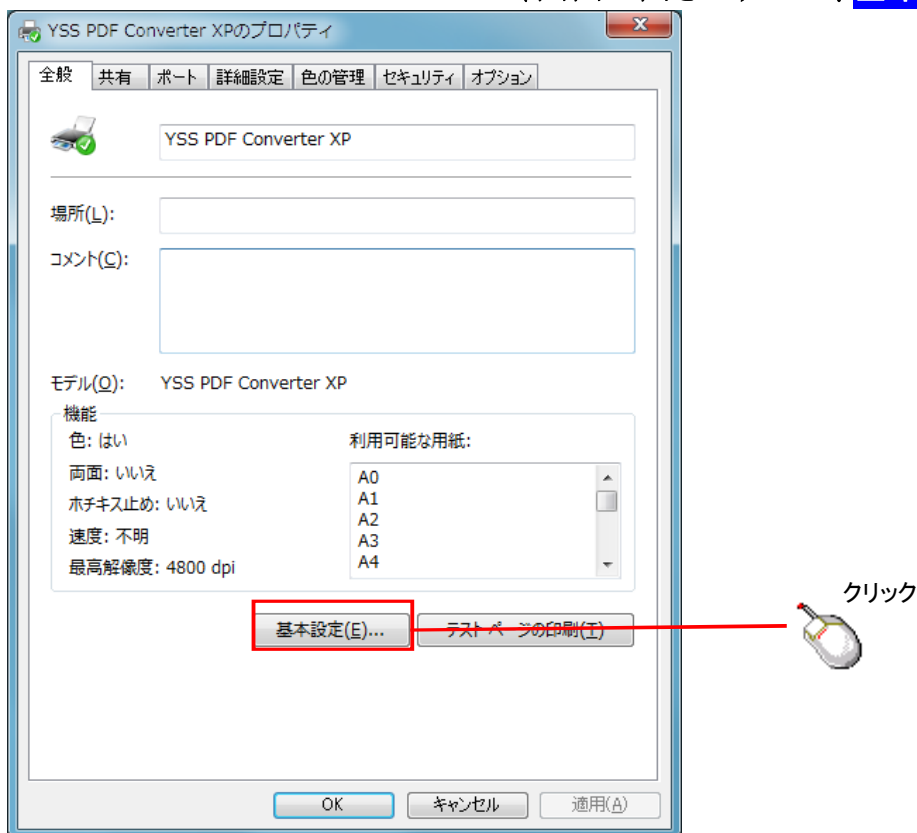 YSS PDF Converter XPのプロパティ
全般 共有 ポート 詳細設定 色の管理 セキュリティ オプション
YSS PDF Converter XP
場所(L):
コメント(C):
モデル(O): YSS PDF Converter XP
機能
色: はい
利用可能な用紙:
両面: いいえ
ホチキス止め: いいえ
速度: 不明
最高解像度: 4800 dpi
A0
A1
A2
A3
A4
クリック
基本設定(E)... テスト ページの印刷(T)
OK キャンセル 適用(A)